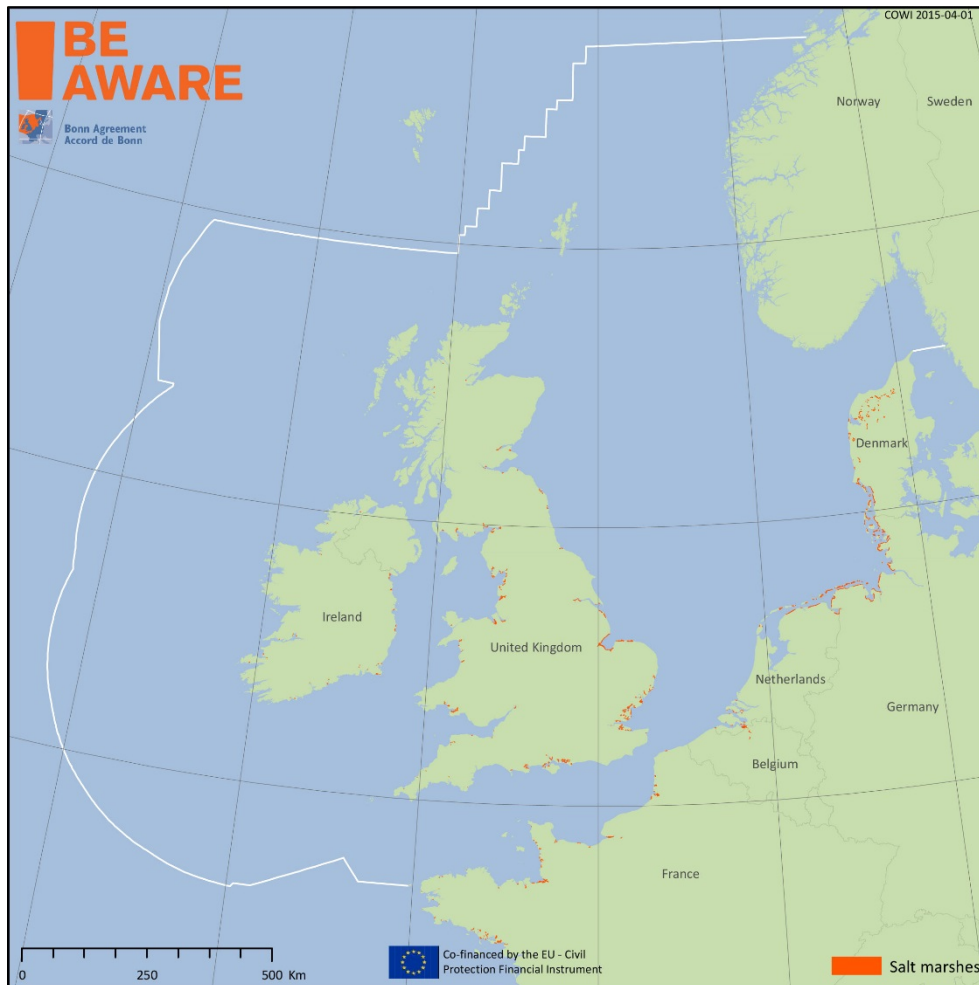 COWI 2015-04-01
BE
AWARE
Bonn Agreement
Accord de Bonn
Norway
Sweden
Denmark
Ireland
United Kingdom
Netherlands
Germany
Belgium
France
0 250 500 Km
Co-financed by the EU - Civil
Protection Financial Instrument
Salt marshes